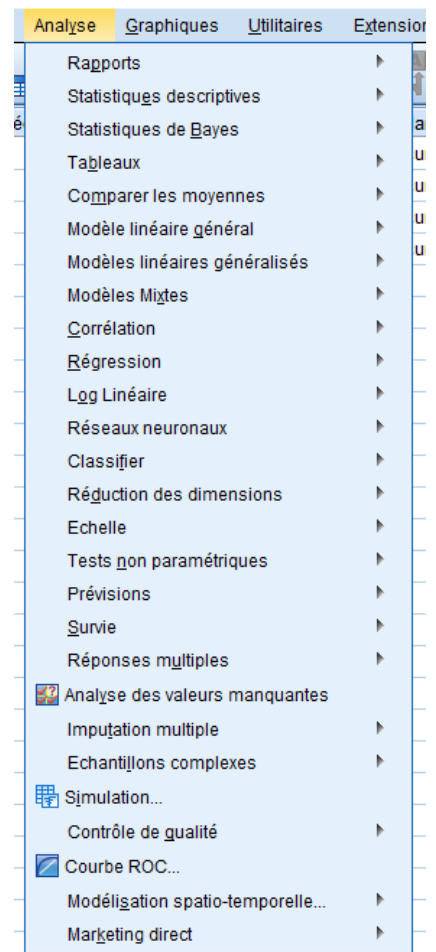 Analyse Graphiques Utilitaires Extension
Rapports
Statistiques descriptives
Statistiques de Bayes
Tableaux
Comparer les moyennes
Modèle linéaire général
Modèles linéaires généralisés
Modèles Mixtes
Corrélation
Régression
Log Linéaire
Réseaux neuronaux
Classifier
Réduction des dimensions
Echelle
Tests non paramétriques
Prévisions
Survie
Réponses multiples
Analyse des valeurs manquantes
Imputation multiple
Echantillons complexes
Simulation...
Contrôle de qualité
Courbe ROC...
Modélisation spatio-temporelle...
Marketing direct